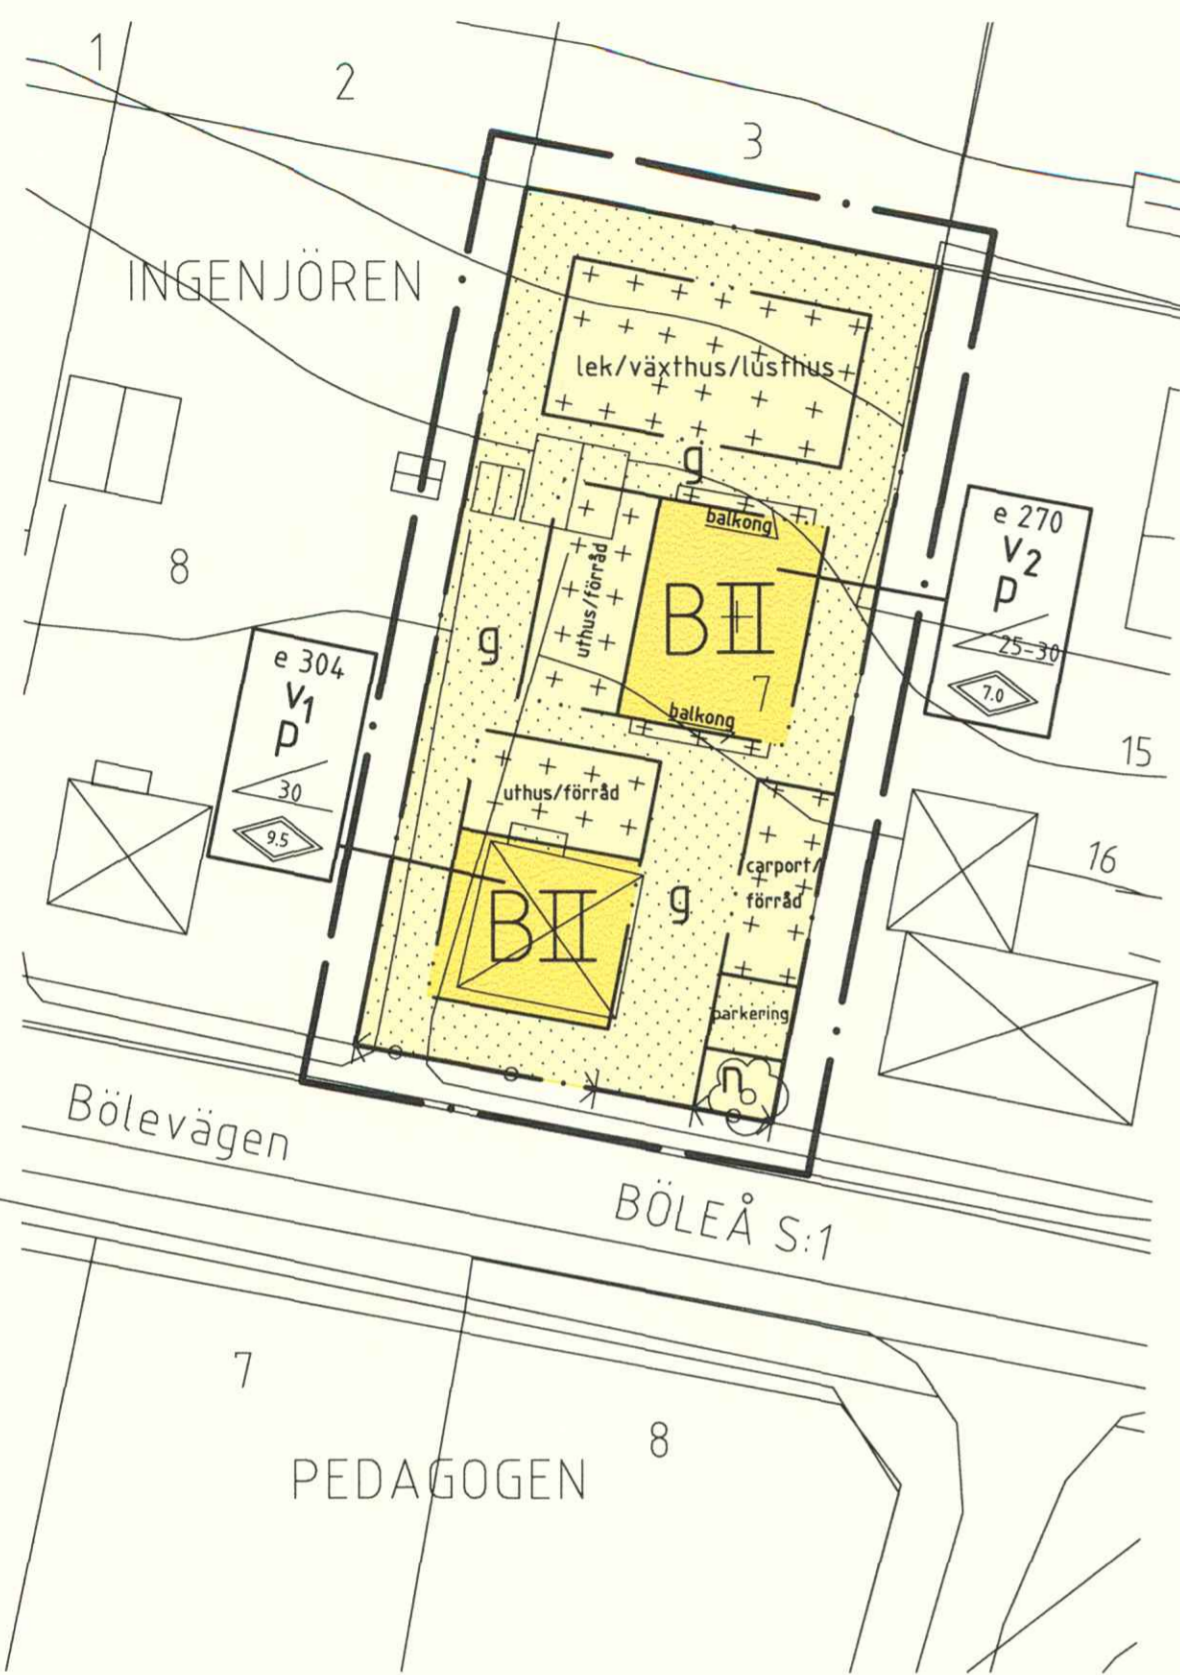 1
2
3
INGENJÖREN
lek/växthus/lusthus
g
balkong
e 270
V2
P
25-30
7.0
8
uthus/förråd
BII
7
g
balkong
e 304
V1
P
30
9.5
15
uthus/förråd
carport/
förråd
16
BII
g
parkering
n
Bölevägen
BÖLEÅ S:1
7
8
PEDAGOGEN